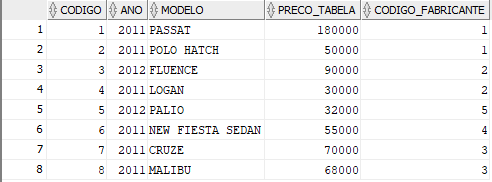 CODIGO ANO MODELO PRECO_TABELA CODIGO_FABRICANTE
1 1 2011 PASSAT 180000 1
2 2 2011 POLO HATCH 50000 1
3 3 2012 FLUENCE 90000 2
4 4 2011 LOGAN 30000 2
5 5 2012 PALIO 32000 5
6 6 2011 NEW FIESTA SEDAN 55000 4
7 7 2011 CRUZE 70000 3
8 8 2011 MALIBU 68000 3